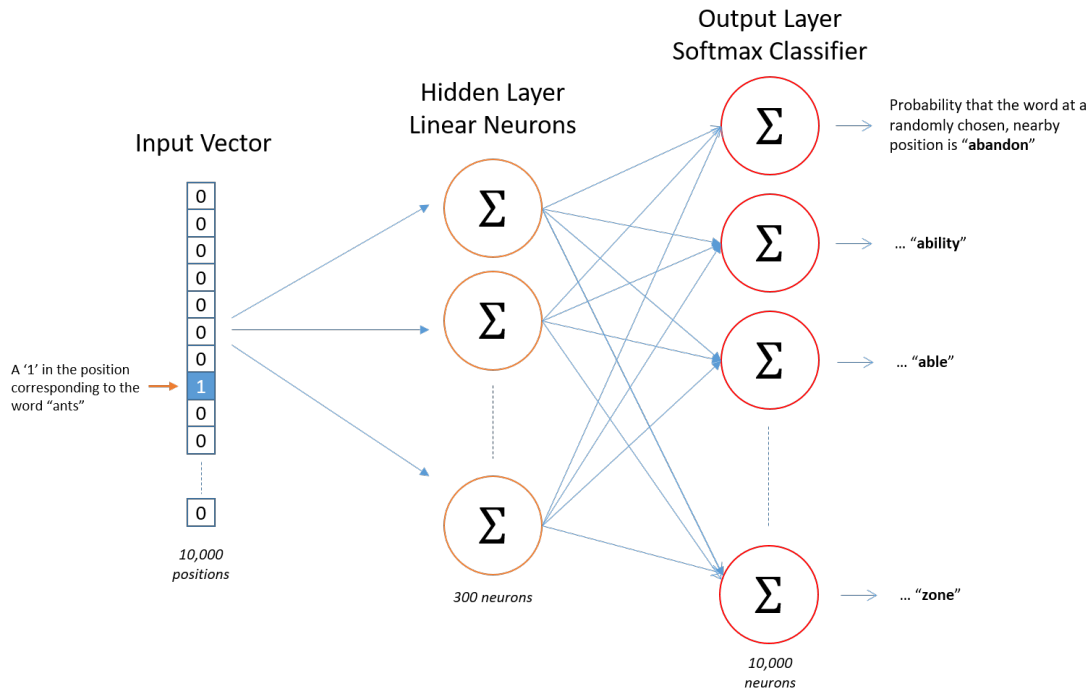 Output Layer
Softmax Classifier
Hidden Layer
Linear Neurons
Input Vector
0
0
0
0
0
0
0
1
0
0
0
A ‘1’ in the position
corresponding to the
word “ants”
10,000
positions
Σ
Σ
Σ
300 neurons
Σ
Σ
Σ
Σ
10,000
neurons
Probability that the word at a
randomly chosen, nearby
position is “abandon”
... “ability”
... “able”
... “zone”